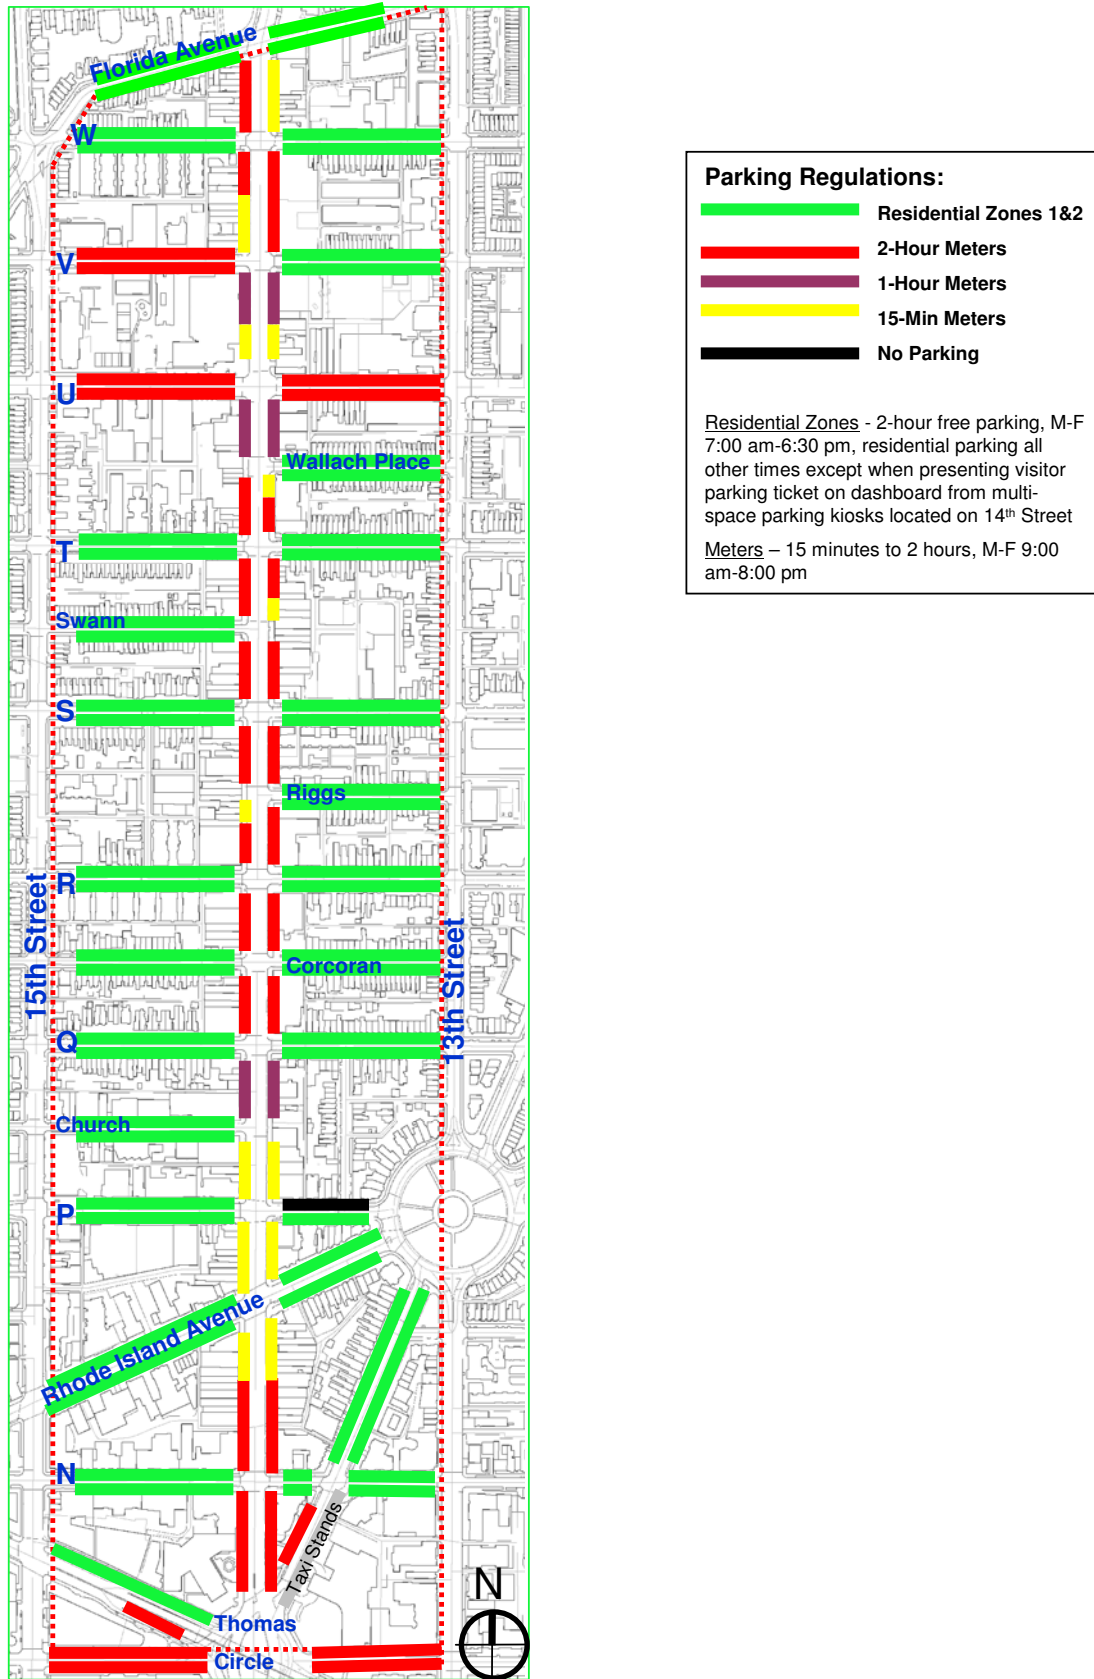 Florida Avenue
W
V
U
Wallach Place
T
Swann
S
Riggs
R
15th Street
13th Street
Corcoran
Q
Church
P
Rhode Island Avenue
N
Taxi Stands
N
Thomas
Circle
Parking Regulations:
Residential Zones 1&2
2-Hour Meters
1-Hour Meters
15-Min Meters
No Parking
Residential Zones - 2-hour free parking, M-F
7:00 am-6:30 pm, residential parking all
other times except when presenting visitor
parking ticket on dashboard from multi-
space parking kiosks located on 14th Street
Meters – 15 minutes to 2 hours, M-F 9:00
am-8:00 pm